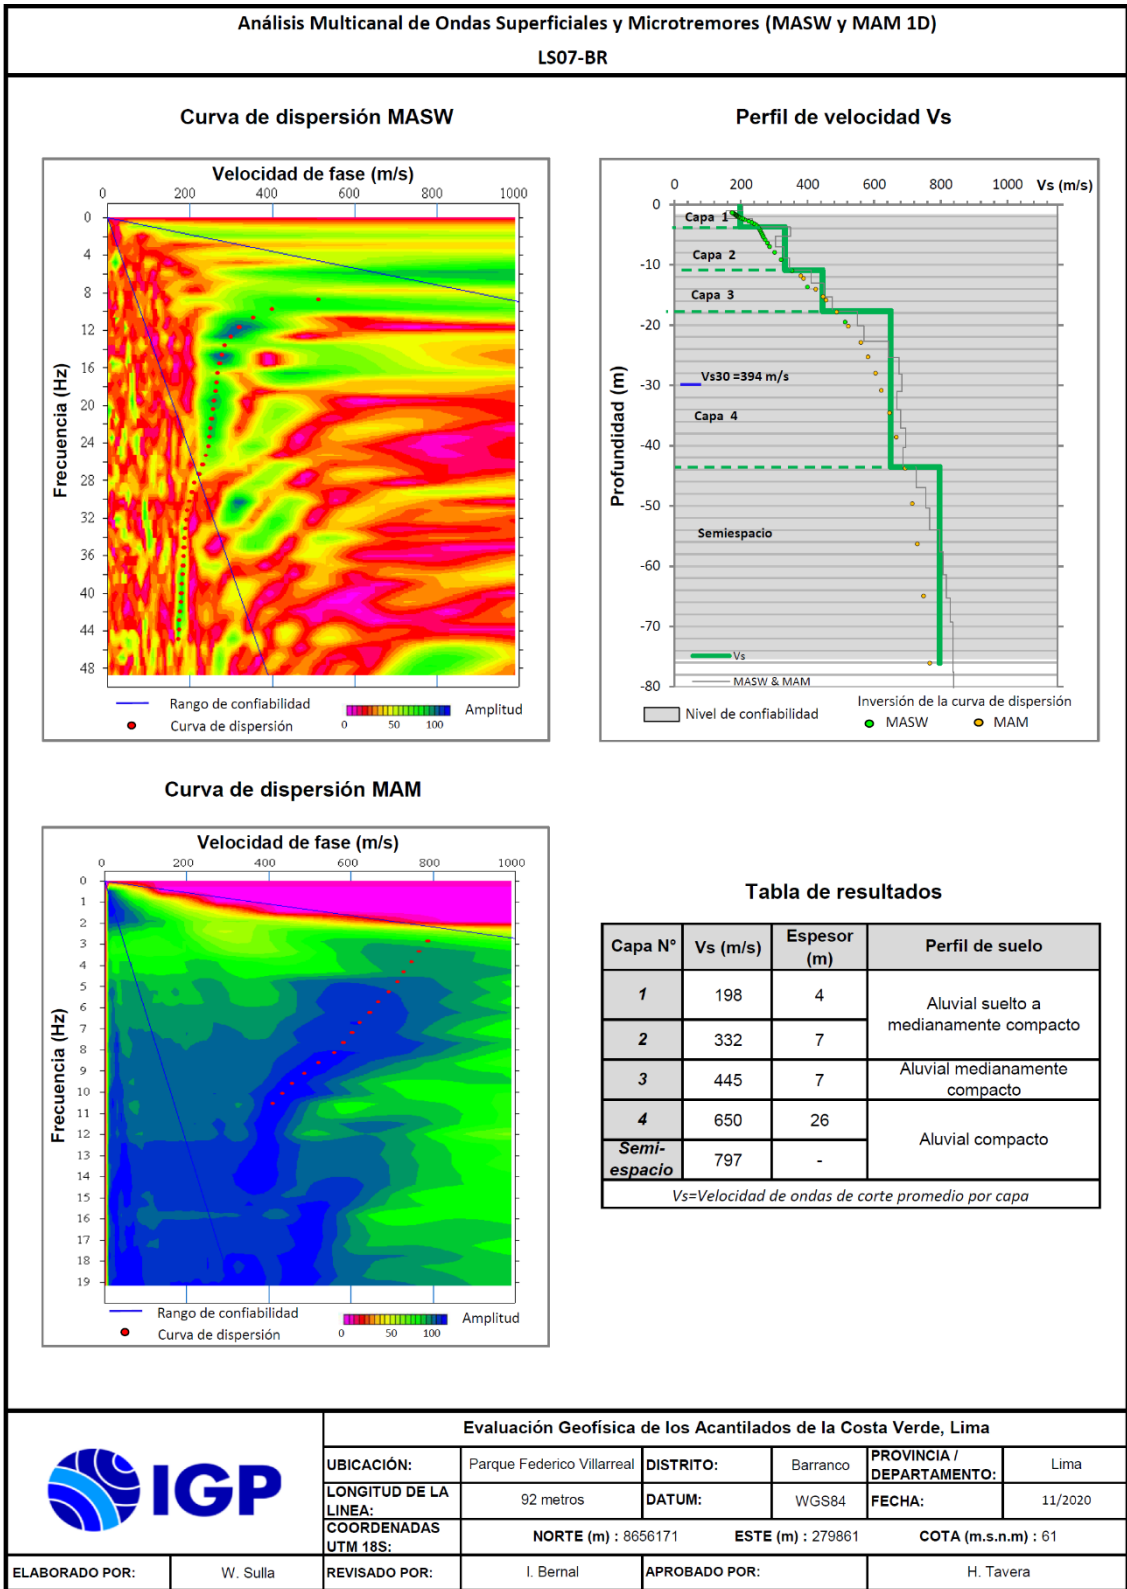 Análisis Multicanal de Ondas Superficiales y Microtremores (MASW y MAM 1D)
LS07-BR
Curva de dispersión MASW
Velocidad de fase (m/s)
0 200 400 600 800 1000
Frecuencia (Hz)
0
4
8
12
16
20
24
28
32
36
40
44
48
Rango de confiabilidad
Curva de dispersión
0 50 100
Amplitud
Perfil de velocidad Vs
0 200 400 600 800 1000 Vs (m/s)
Profundidad (m)
0
-10
-20
-30
-40
-50
-60
-70
-80
Capa 1
Capa 2
Capa 3
Vs30 =394 m/s
Capa 4
Semiespacio
Vs
MASW & MAM
Nivel de confiabilidad
Inversión de la curva de dispersión
MASW MAM
Curva de dispersión MAM
Velocidad de fase (m/s)
0 200 400 600 800 1000
Frecuencia (Hz)
0
1
2
3
4
5
6
7
8
9
10
11
12
13
14
15
16
17
18
19
Rango de confiabilidad
Curva de dispersión
0 50 100
Amplitud
Tabla de resultados
Capa N° Vs (m/s) Espesor (m) Perfil de suelo
1 198 4 Aluvial suelto a medianamente compacto
2 332 7
3 445 7 Aluvial medianamente compacto
4 650 26 Aluvial compacto
Semi-espacio 797 -
Vs=Velocidad de ondas de corte promedio por capa
IGP
Evaluación Geofísica de los Acantilados de la Costa Verde, Lima
UBICACIÓN: Parque Federico Villarreal DISTRITO: Barranco PROVINCIA / DEPARTAMENTO: Lima
LONGITUD DE LA LINEA: 92 metros DATUM: WGS84 FECHA: 11/2020
COORDENADAS UTM 18S: NORTE (m) : 8656171 ESTE (m) : 279861 COTA (m.s.n.m) : 61
ELABORADO POR: W. Sulla REVISADO POR: I. Bernal APROBADO POR: H. Tavera